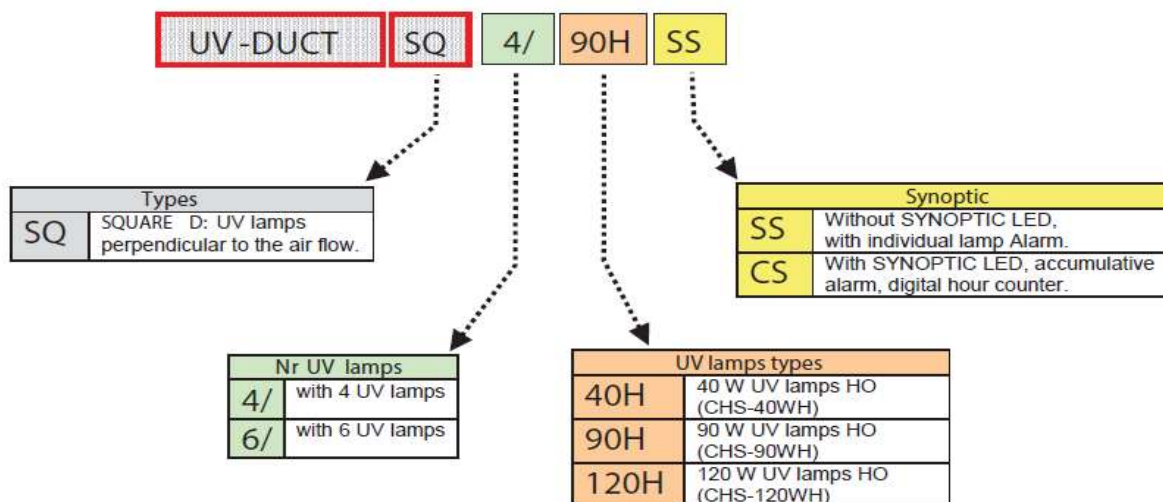 UV -DUCT SQ 4/ 90H SS
Types
SQ SQUARE D: UV lamps
perpendicular to the air flow.
Synoptic
SS Without SYNOPTIC LED,
with individual lamp Alarm.
CS With SYNOPTIC LED, accumulative
alarm, digital hour counter.
Nr UV lamps
4/ with 4 UV lamps
6/ with 6 UV lamps
UV lamps types
40H 40 W UV lamps HO
(CHS-40WH)
90H 90 W UV lamps HO
(CHS-90WH)
120H 120 W UV lamps HO
(CHS-120WH)